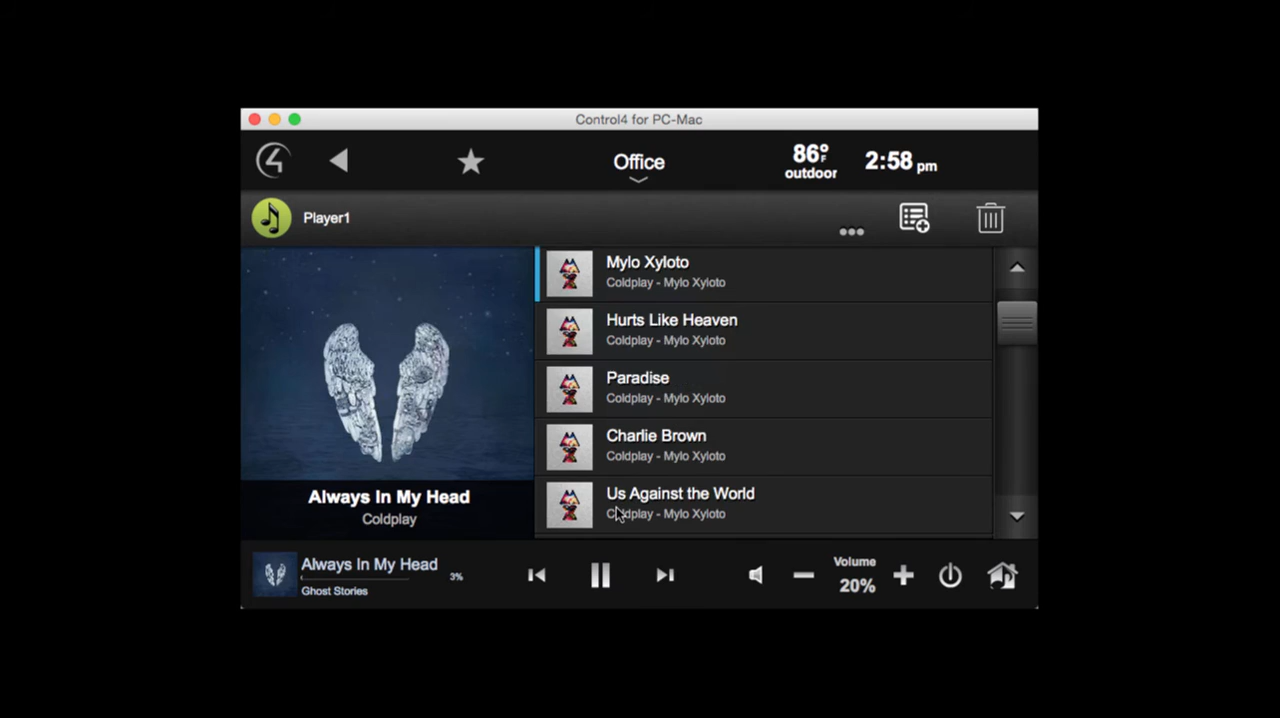 Control4 for PC-Mac
Office
86°F
outdoor
2:58 pm
Player1
Mylo Xyloto
Coldplay - Mylo Xyloto
Hurts Like Heaven
Coldplay - Mylo Xyloto
Paradise
Coldplay - Mylo Xyloto
Charlie Brown
Coldplay - Mylo Xyloto
Us Against the World
Coldplay - Mylo Xyloto
Always In My Head
Coldplay
Always In My Head
3%
Ghost Stories
Volume
20%